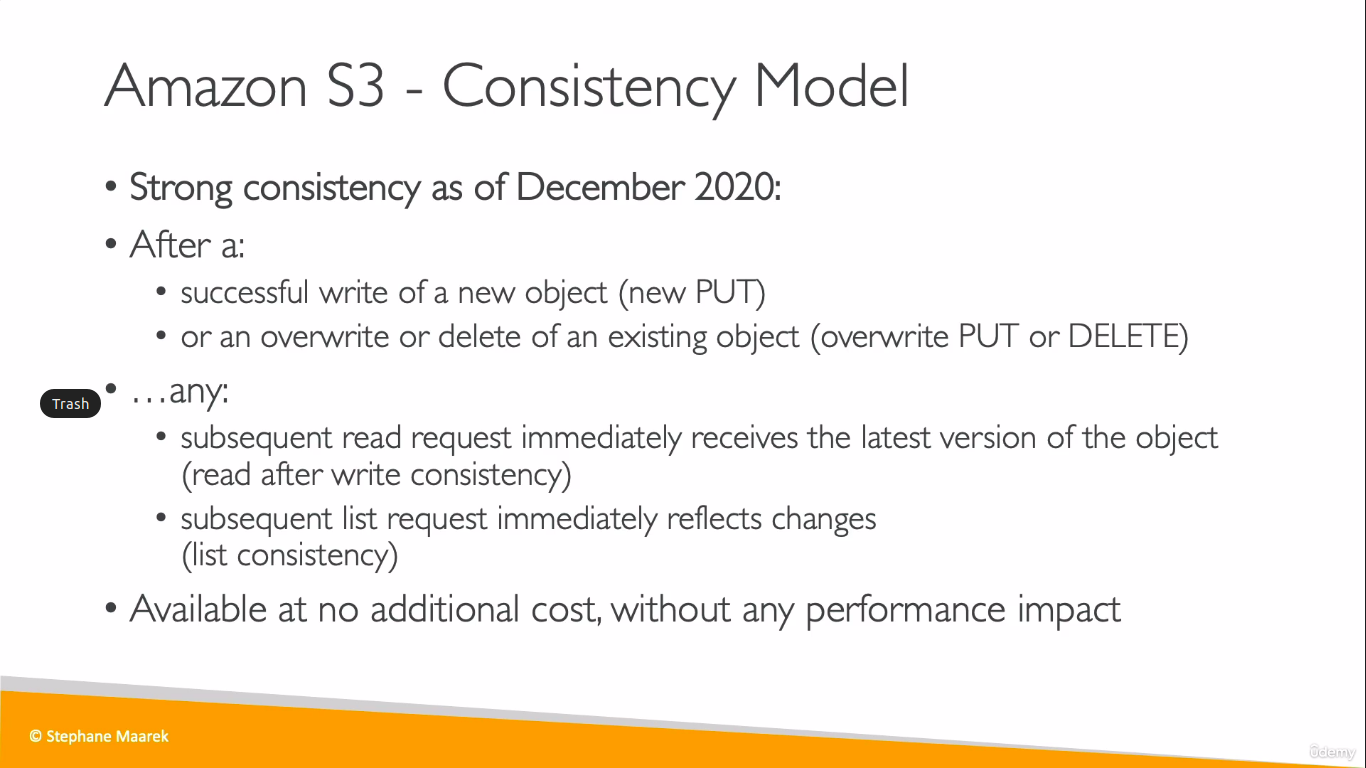 Amazon S3 - Consistency Model
• Strong consistency as of December 2020:
• After a:
• successful write of a new object (new PUT)
• or an overwrite or delete of an existing object (overwrite PUT or DELETE)
• …any:
Trash
• subsequent read request immediately receives the latest version of the object
(read after write consistency)
• subsequent list request immediately reflects changes
(list consistency)
• Available at no additional cost, without any performance impact
© Stephane Maarek
ûdemy